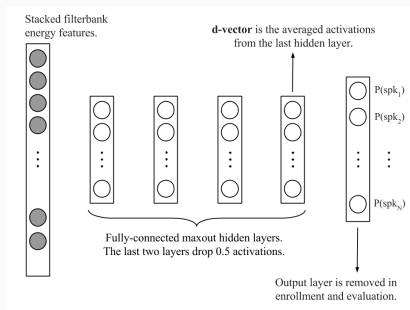 Stacked filterbank
energy features.
d-vector is the averaged activations
from the last hidden layer.
P(spk₁)
P(spk₂)
P(spk_N)
Fully-connected maxout hidden layers.
The last two layers drop 0.5 activations.
Output layer is removed in
enrollment and evaluation.